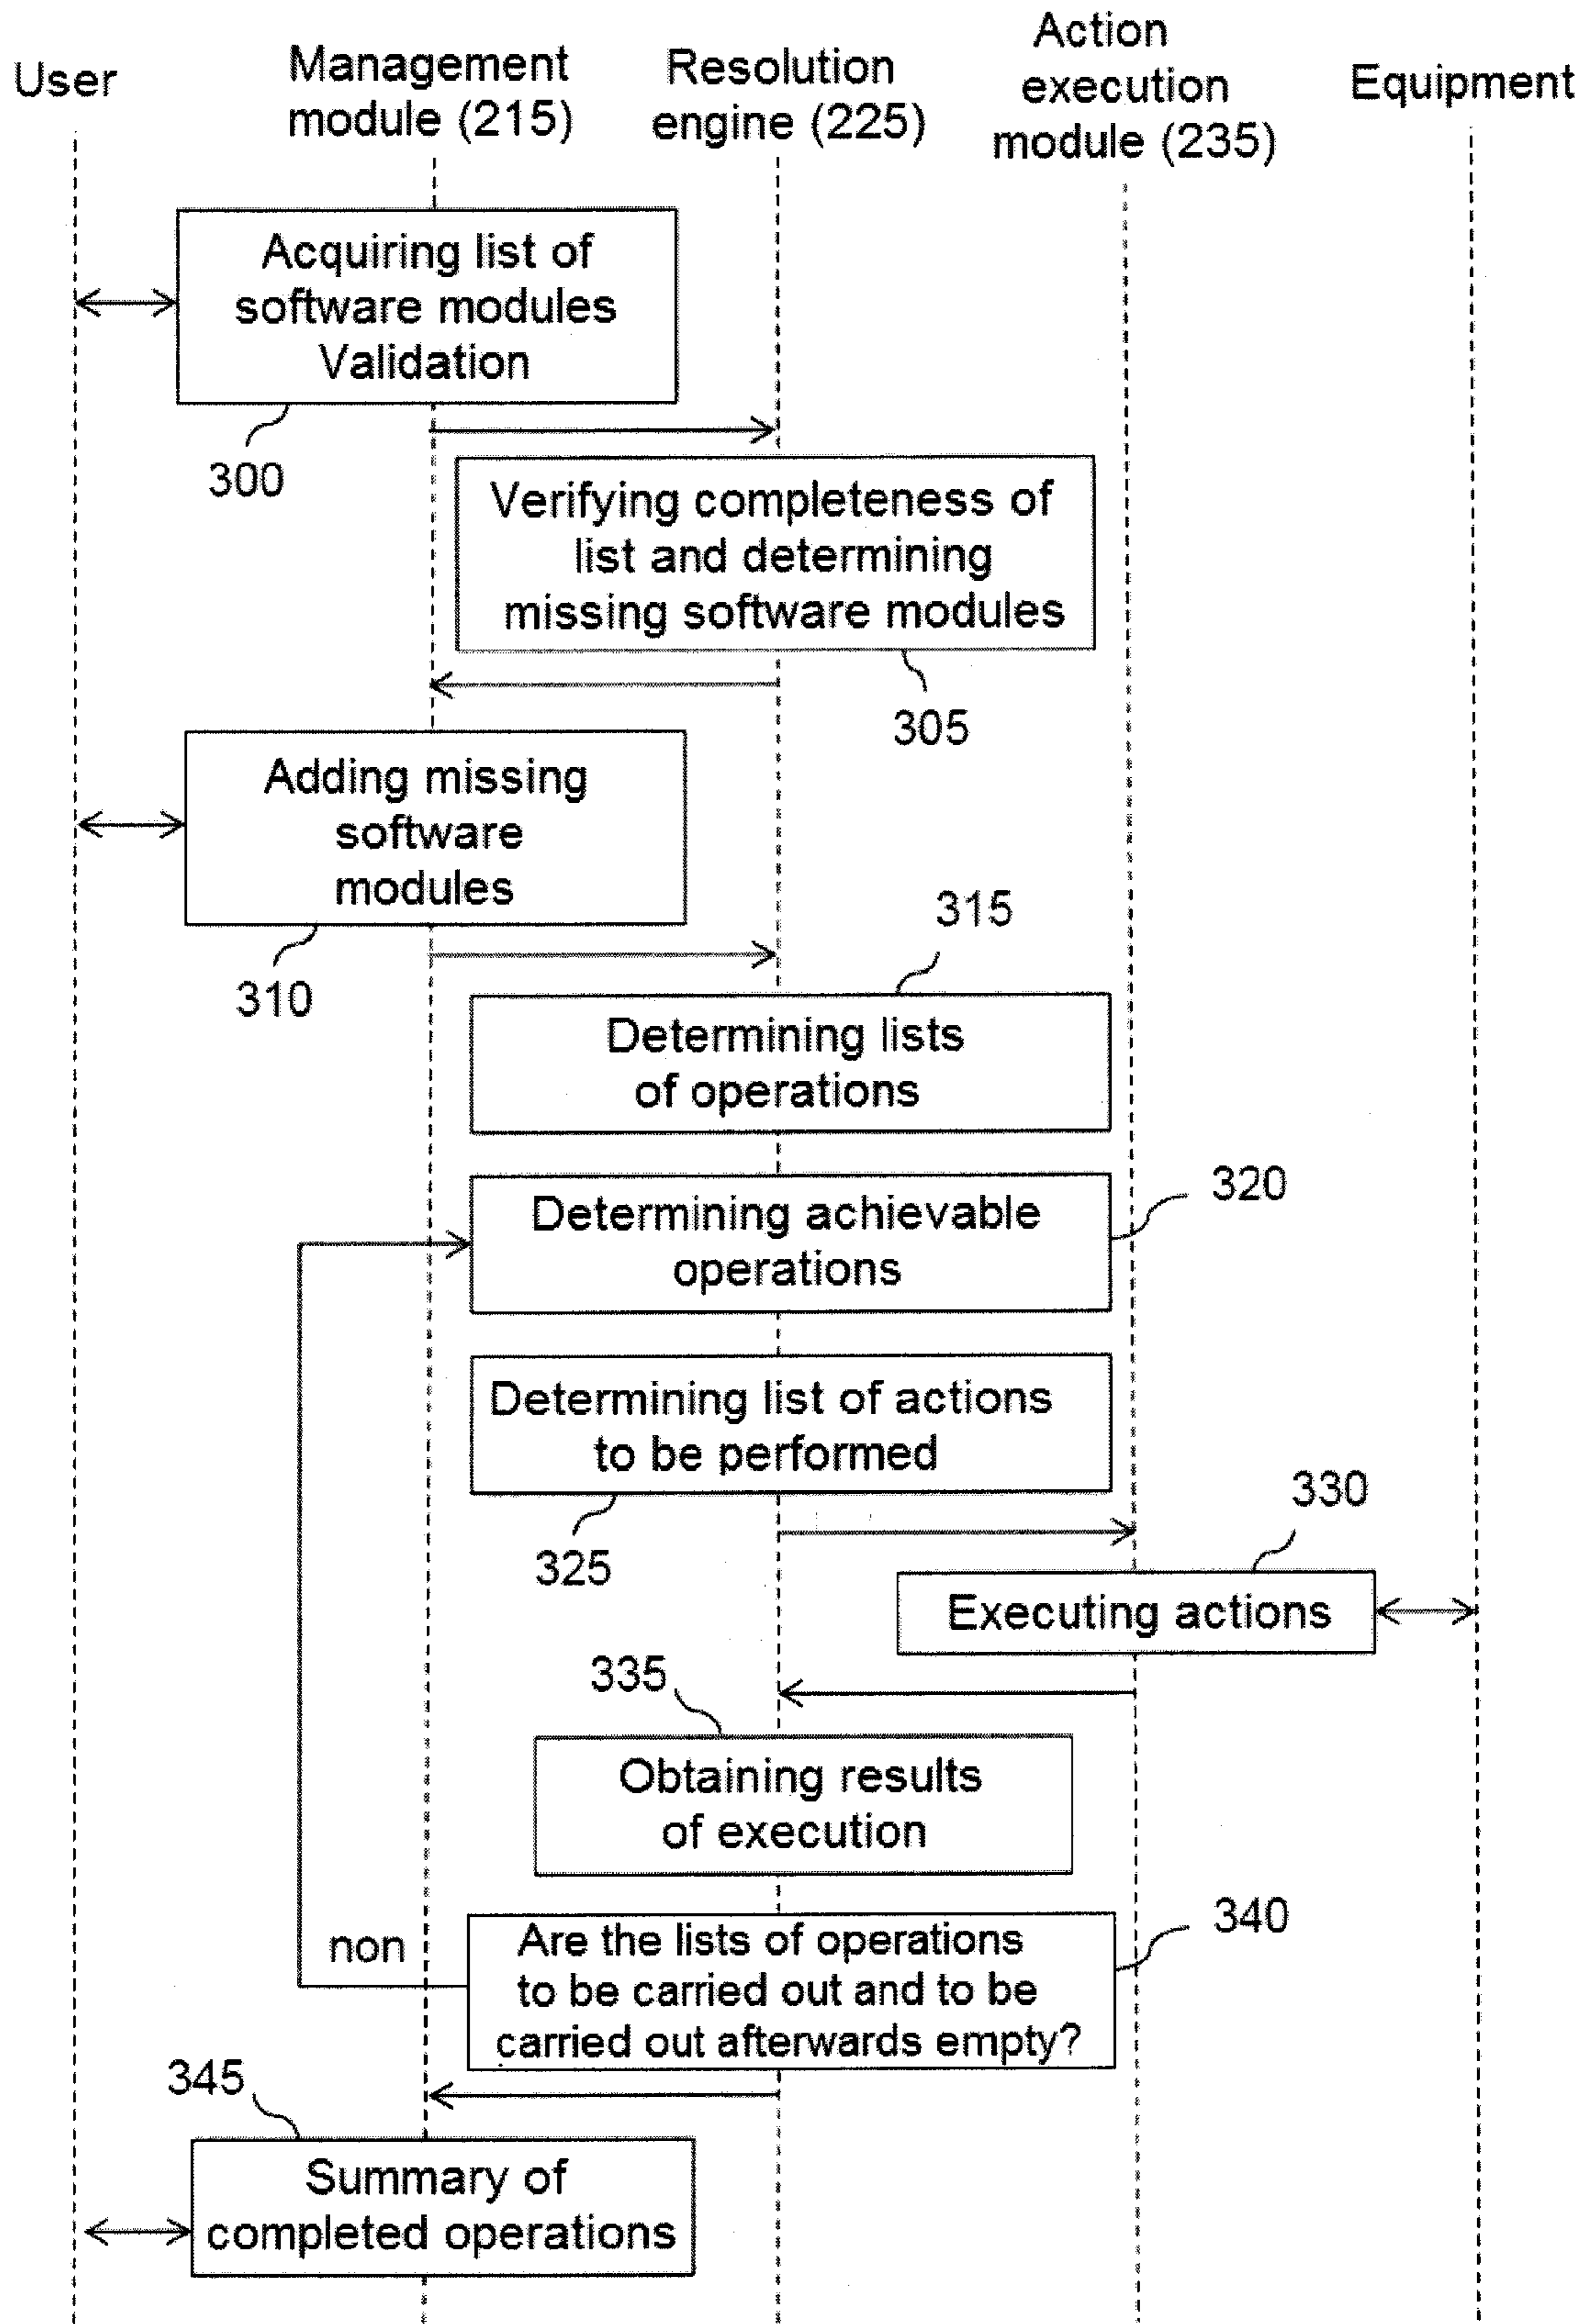 User
Management
module (215)
Resolution
engine (225)
Action
execution
module (235)
Equipment
Acquiring list of
software modules
Validation
300
Verifying completeness of
list and determining
missing software modules
305
Adding missing
software
modules
310
315
Determining lists
of operations
320
Determining achievable
operations
Determining list of actions
to be performed
325
330
Executing actions
335
Obtaining results
of execution
340
non
Are the lists of operations
to be carried out and to be
carried out afterwards empty?
345
Summary of
completed operations